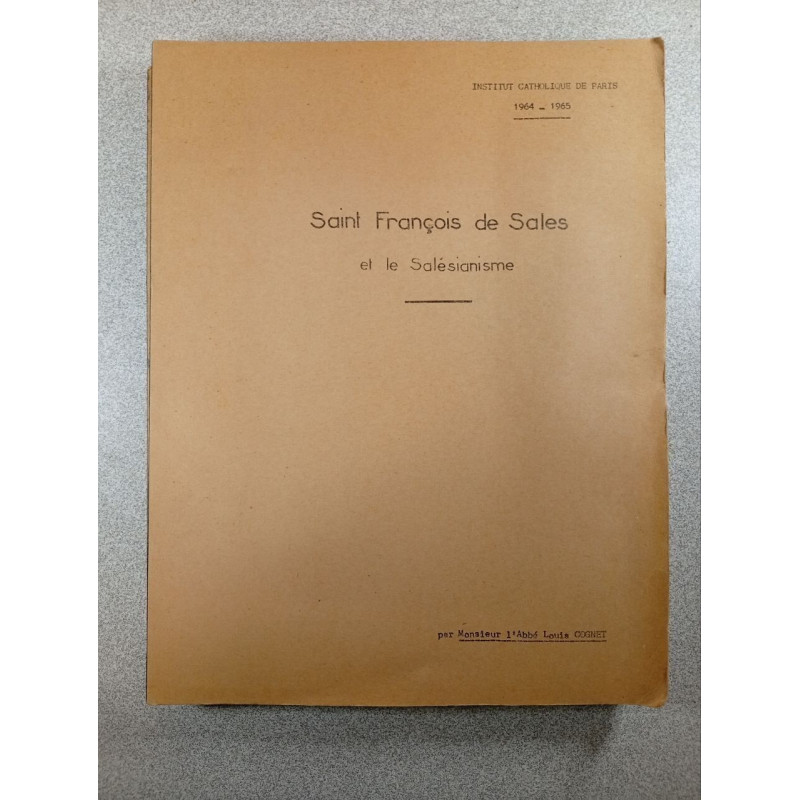 INSTITUT CATHOLIQUE DE PARIS
1964 - 1965
Saint François de Sales
et le Salésianisme
par Monsieur l'Abbé Louis COGNET